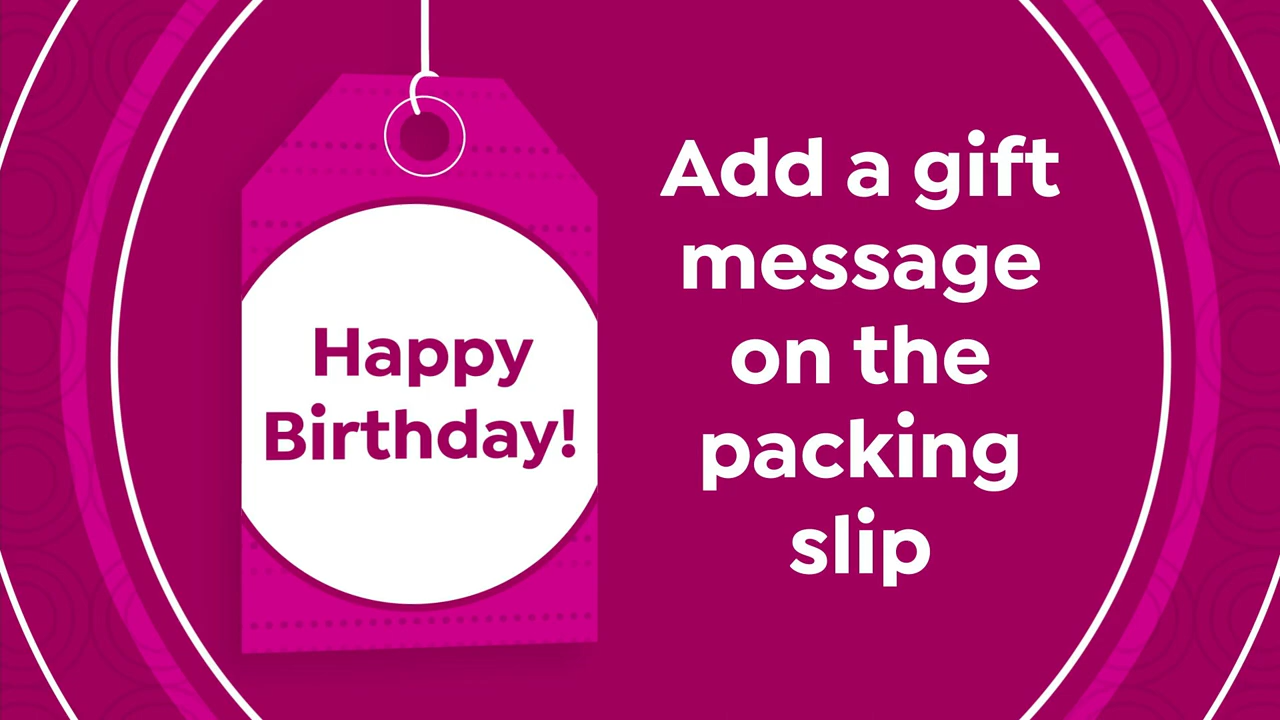 Happy
Birthday!
Add a gift
message
on the
packing
slip